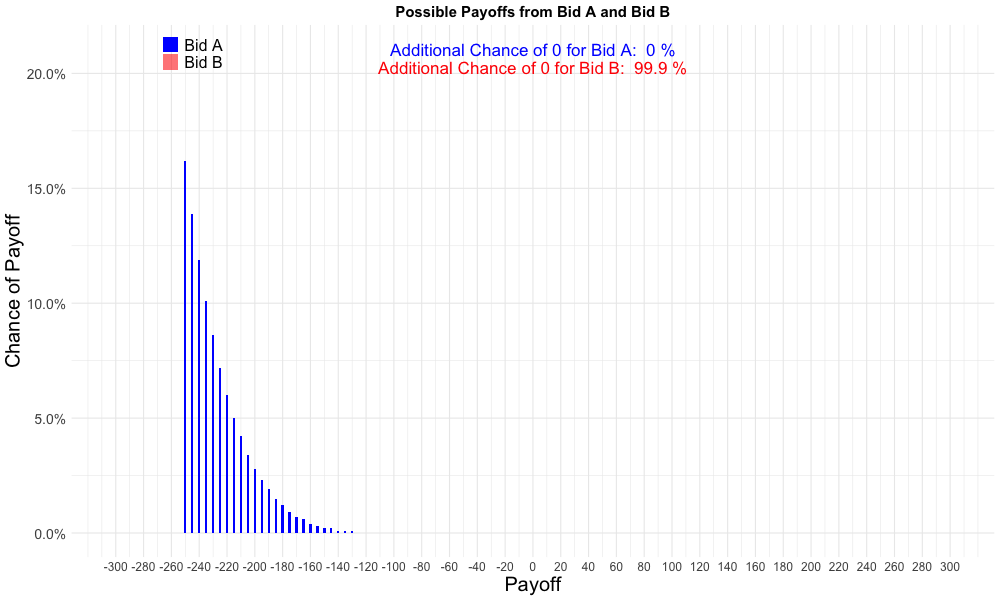 Possible Payoffs from Bid A and Bid B
Bid A
Bid B
Additional Chance of 0 for Bid A:  0 %
Additional Chance of 0 for Bid B:  99.9 %
Chance of Payoff
20.0%
15.0%
10.0%
5.0%
0.0%
-300 -280 -260 -240 -220 -200 -180 -160 -140 -120 -100 -80 -60 -40 -20 0 20 40 60 80 100 120 140 160 180 200 220 240 260 280 300
Payoff